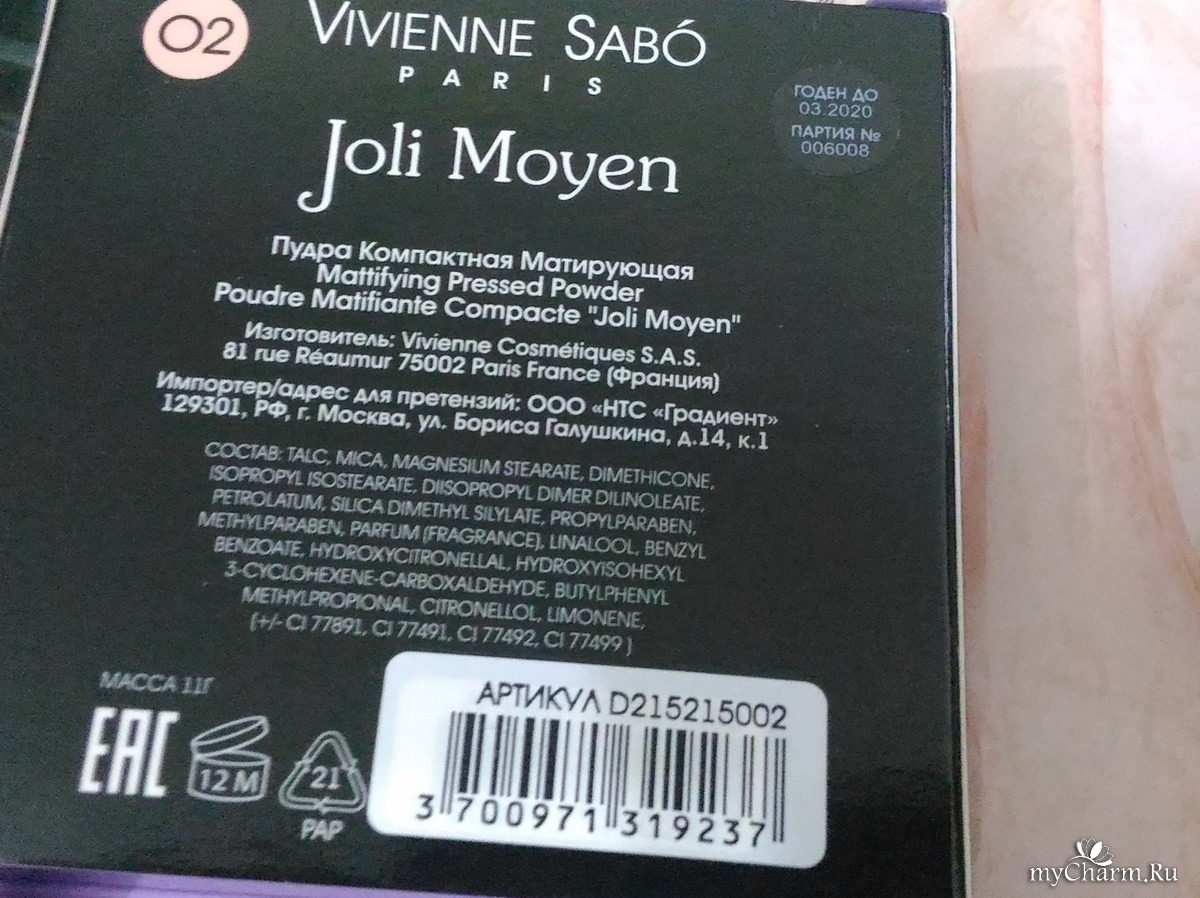 02
VIVIENNE SABÓ
PARIS
ГОДЕН ДО
03.2020
ПАРТИЯ №
006008
Joli Moyen
Пудра Компактная Матирующая
Mattifying Pressed Powder
Poudre Matifiante Compacte "Joli Moyen"
Изготовитель: Vivienne Cosmétiques S.A.S.
81 rue Réaumur 75002 Paris France (Франция)
Импортер/адрес для претензий: ООО «НТС «Градиент»
129301, РФ, г. Москва, ул. Бориса Галушкина, д.14, к.1
СОСТАВ: TALC, MICA, MAGNESIUM STEARATE, DIMETHICONE,
ISOPROPYL ISOSTEARATE, DIISOPROPYL DIMER DILINOLEATE,
PETROLATUM, SILICA DIMETHYL SILYLATE, PROPYLPARABEN,
METHYLPARABEN, PARFUM (FRAGRANCE), LINALOOL, BENZYL
BENZOATE, HYDROXYCITRONELLAL, HYDROXYISOHEXYL
3-CYCLOHEXENE-CARBOXALDEHYDE, BUTYLPHENYL
METHYLPROPIONAL, CITRONELLOL, LIMONENE,
(+/- CI 77891, CI 77491, CI 77492, CI 77499 )
МАССА 11Г
EAC
12 M
21
PAP
АРТИКУЛ D215215002
3 700971 319237
myCharm.Ru